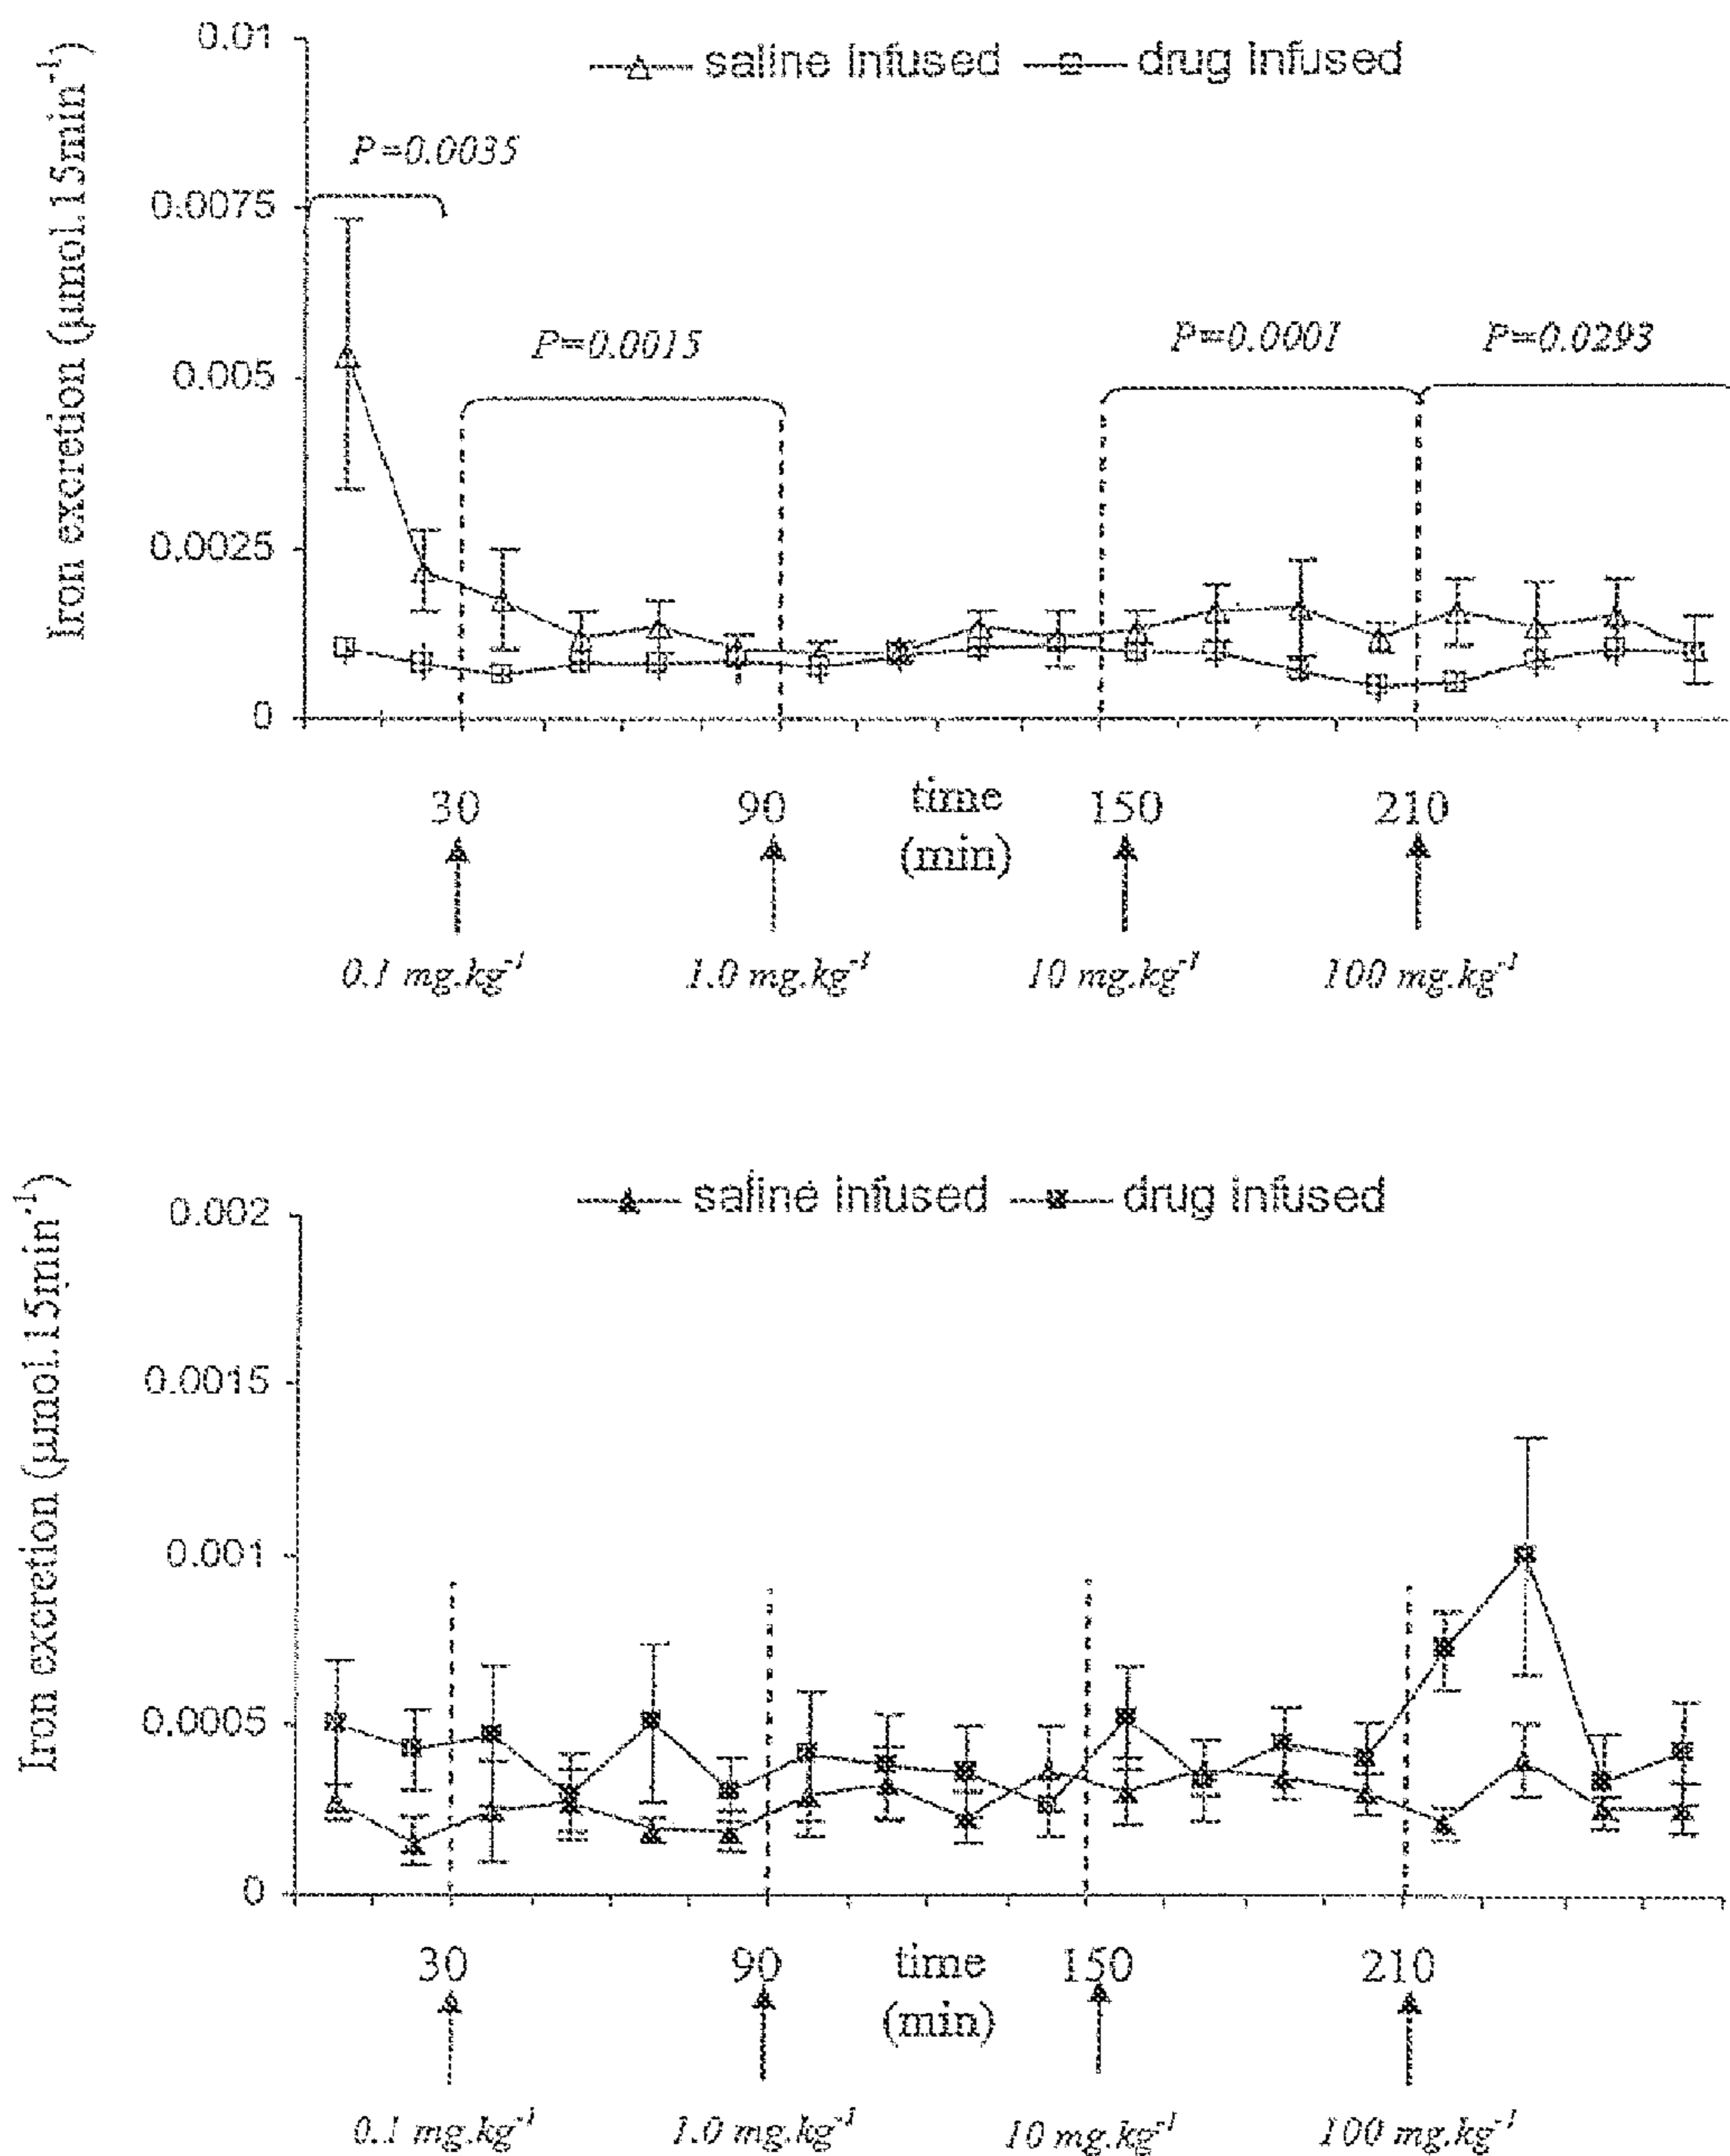 0.01
saline infused drug infused
P=0.0035
0.0075
P=0.0015 P=0.0001 P=0.0293
0.005
0.0025
0
Iron excretion (μmol.15min⁻¹)
30 90 time 150 210
(min)
0.1 mg.kg⁻¹ 1.0 mg.kg⁻¹ 10 mg.kg⁻¹ 100 mg.kg⁻¹
saline infused drug infused
0.002
0.0015
0.001
0.0005
0
Iron excretion (μmol.15min⁻¹)
30 90 time 150 210
(min)
0.1 mg.kg⁻¹ 1.0 mg.kg⁻¹ 10 mg.kg⁻¹ 100 mg.kg⁻¹